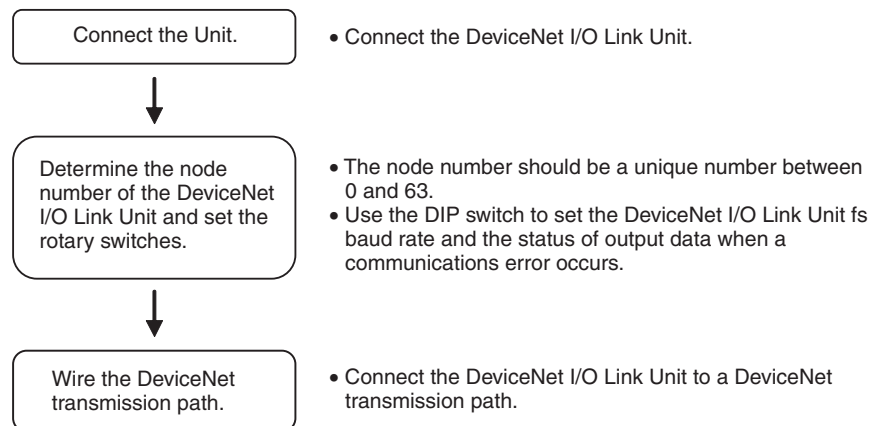 Connect the Unit.
• Connect the DeviceNet I/O Link Unit.
Determine the node
number of the DeviceNet
I/O Link Unit and set the
rotary switches.
• The node number should be a unique number between
0 and 63.
• Use the DIP switch to set the DeviceNet I/O Link Unit fs
baud rate and the status of output data when a
communications error occurs.
Wire the DeviceNet
transmission path.
• Connect the DeviceNet I/O Link Unit to a DeviceNet
transmission path.